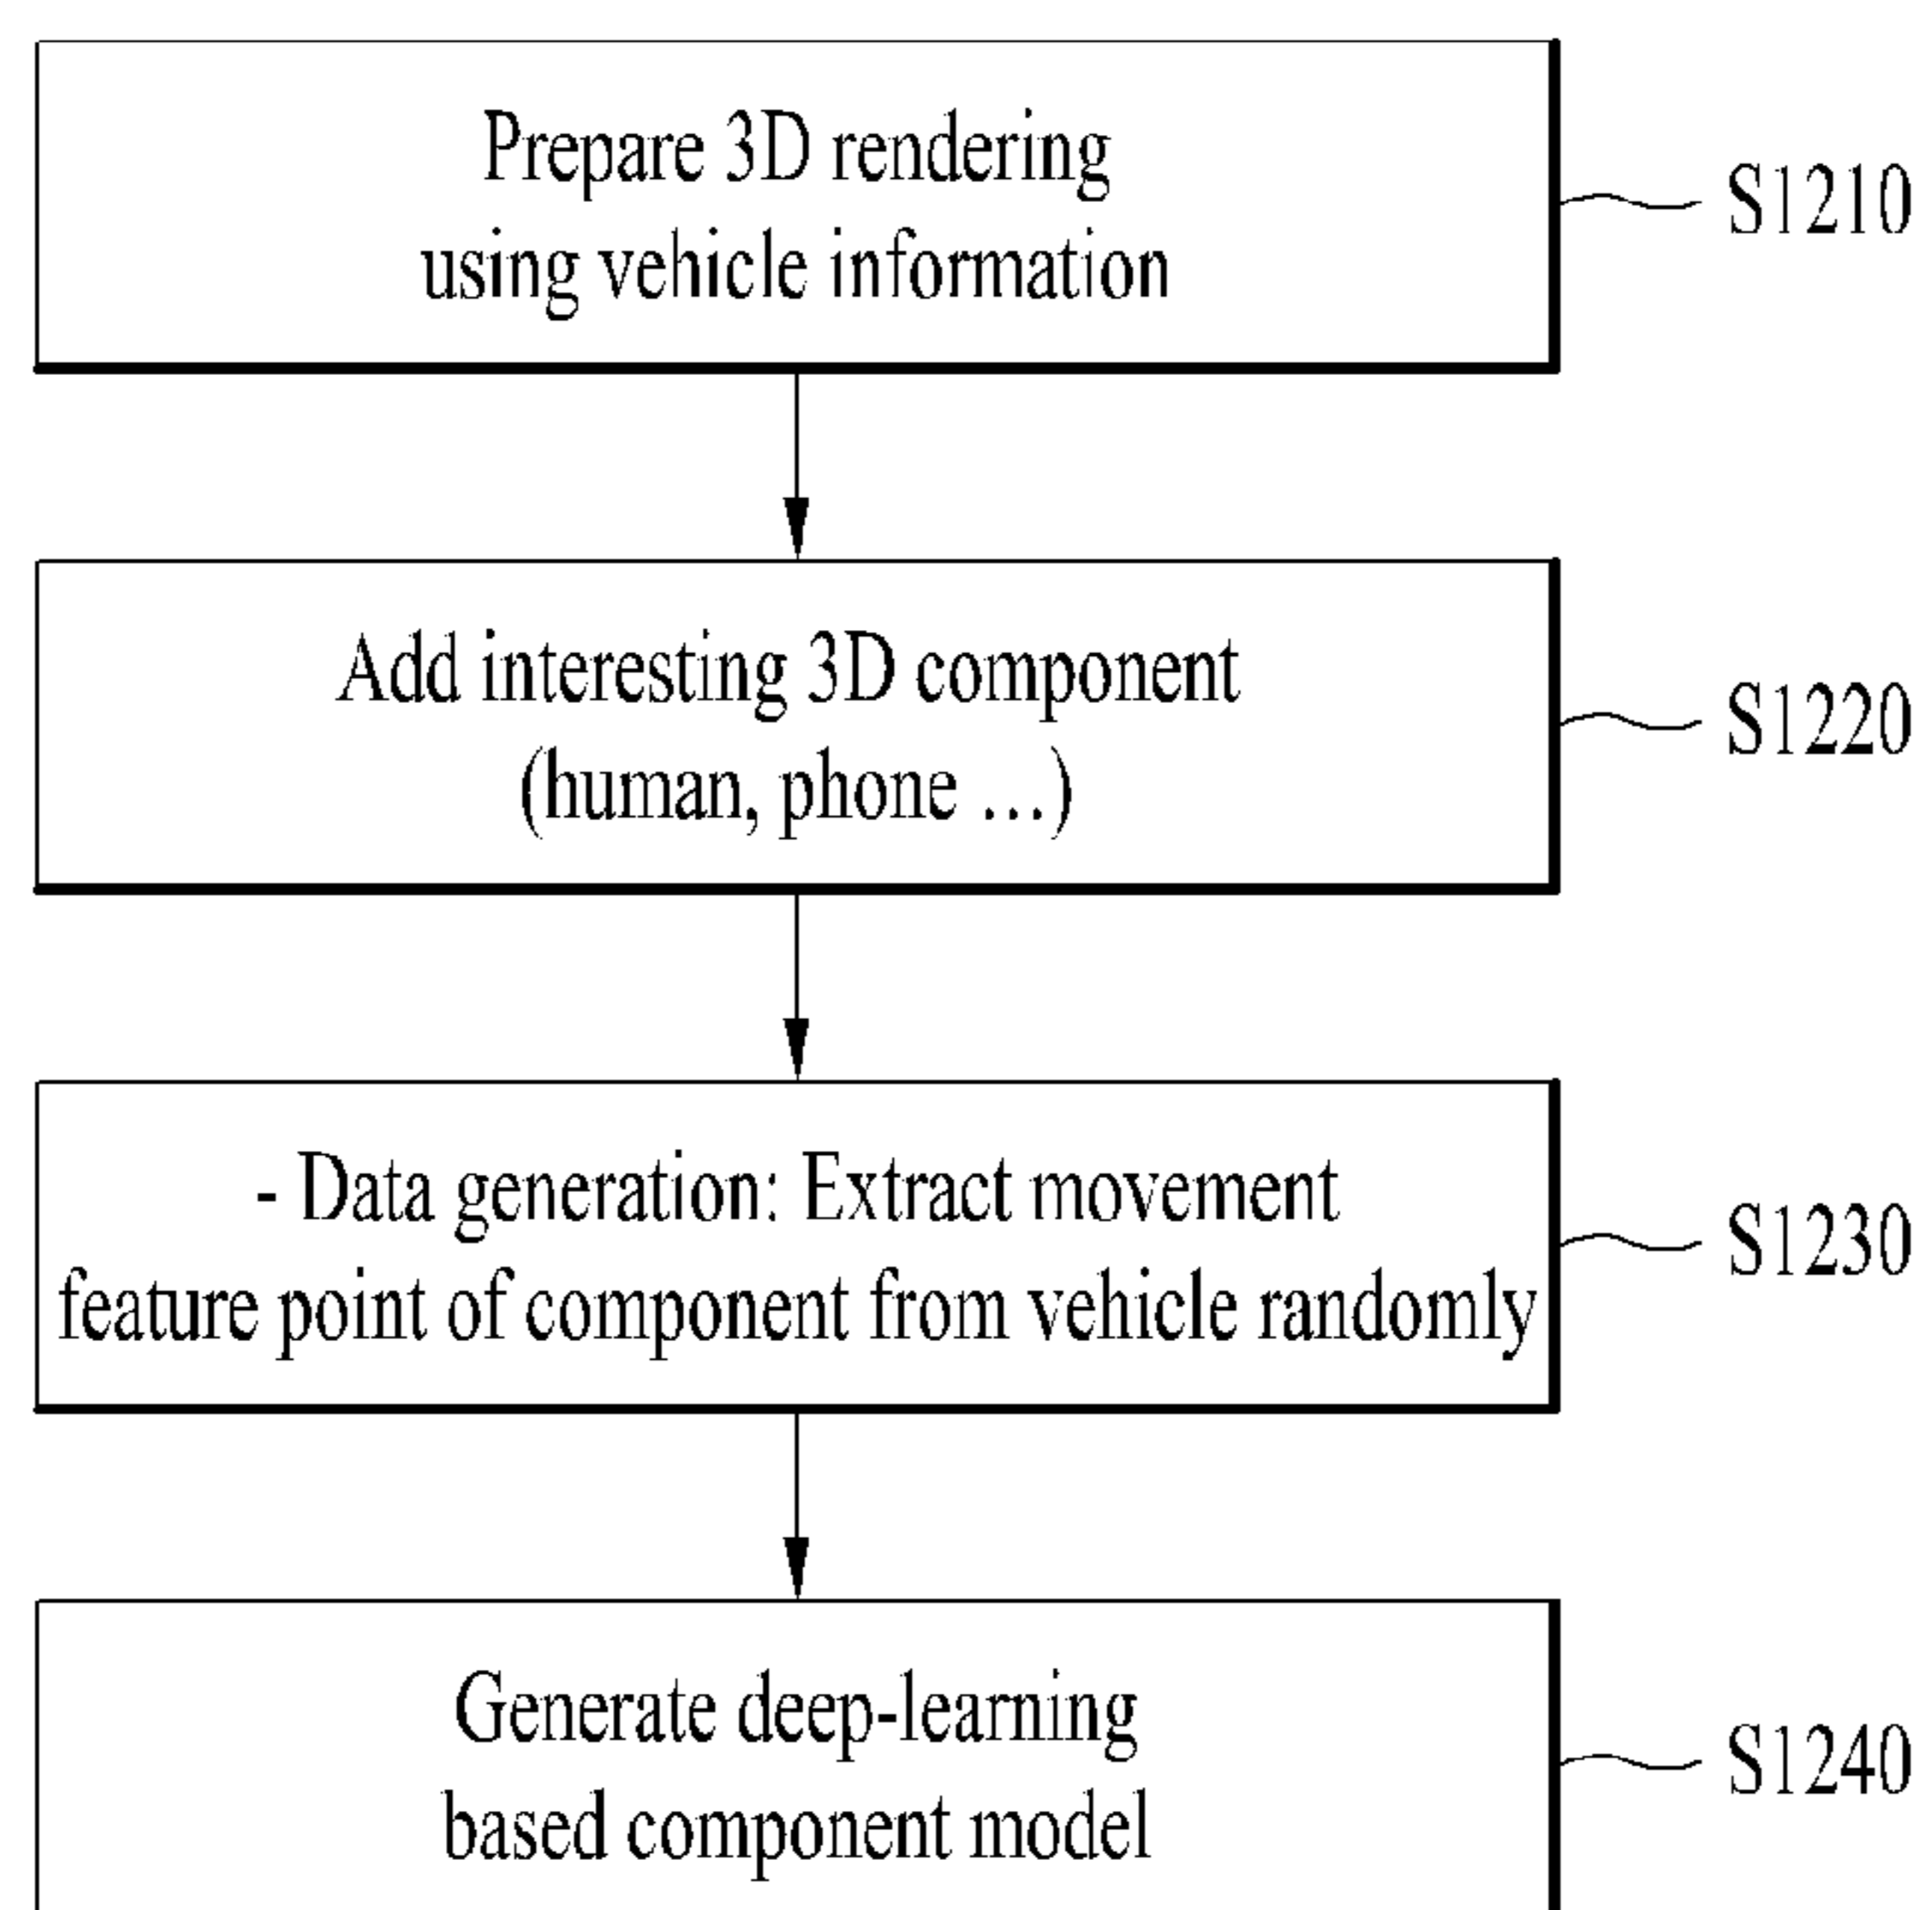 Prepare 3D rendering
using vehicle information
S1210
Add interesting 3D component
(human, phone ...)
S1220
- Data generation: Extract movement
feature point of component from vehicle randomly
S1230
Generate deep-learning
based component model
S1240